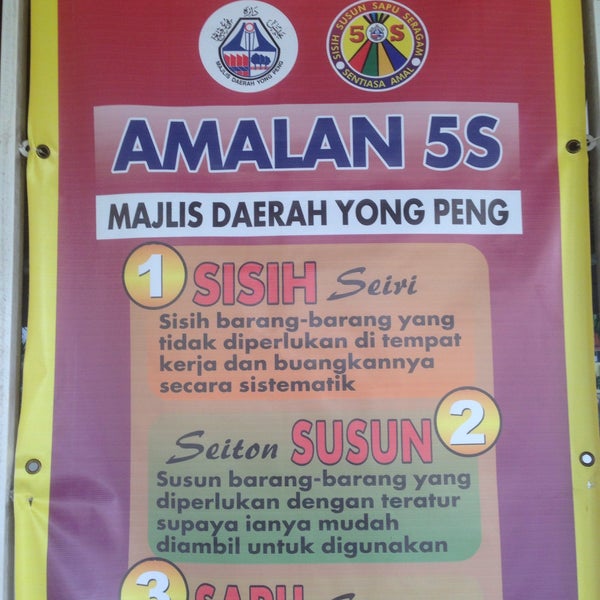 MAJLIS DAERAH YONG PENG
SISIH SUSUN SAPU SERAGAM
5S
SENTIASA AMAL
AMALAN 5S
MAJLIS DAERAH YONG PENG
1 SISIH Seiri
Sisih barang-barang yang
tidak diperlukan di tempat
kerja dan buangkannya
secara sistematik
Seiton SUSUN 2
Susun barang-barang yang
diperlukan dengan teratur
supaya ianya mudah
diambil untuk digunakan
3 SAPU